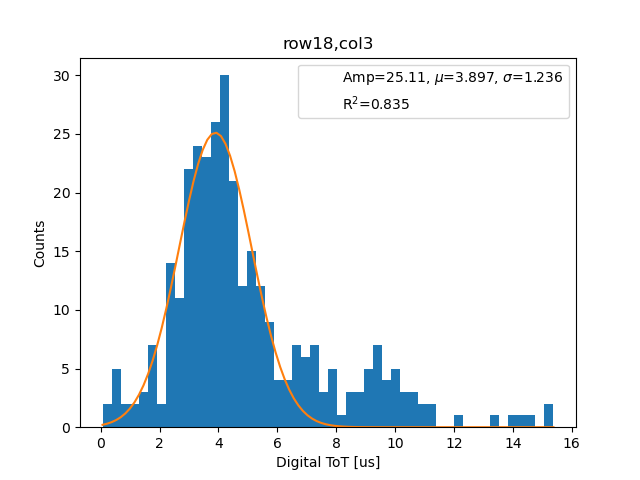 row18,col3
Amp=25.11, μ=3.897, σ=1.236
R²=0.835
Counts
30
25
20
15
10
5
0
0 2 4 6 8 10 12 14 16
Digital ToT [us]